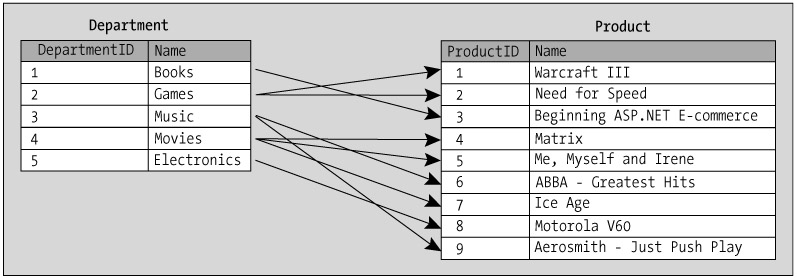 Department
DepartmentID Name
1 Books
2 Games
3 Music
4 Movies
5 Electronics
Product
ProductID Name
1 Warcraft III
2 Need for Speed
3 Beginning ASP.NET E-commerce
4 Matrix
5 Me, Myself and Irene
6 ABBA - Greatest Hits
7 Ice Age
8 Motorola V60
9 Aerosmith - Just Push Play